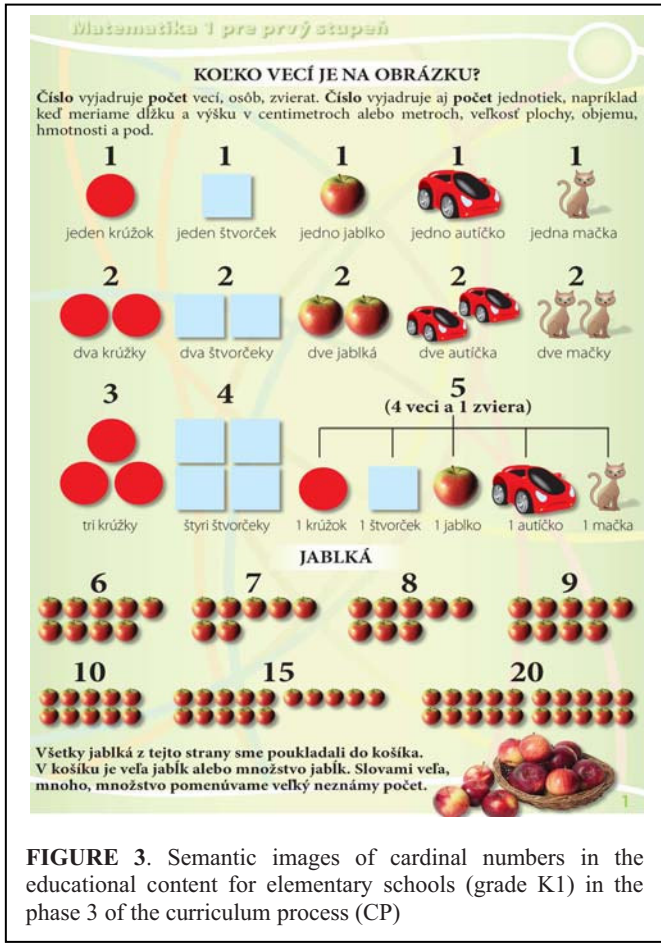 Matematika 1 pre prvý stupeň
KOĽKO VECÍ JE NA OBRÁZKU?
Číslo vyjadruje počet vecí, osôb, zvierat. Číslo vyjadruje aj počet jednotiek, napríklad
keď meriame dĺžku a výšku v centimetroch alebo metroch, veľkosť plochy, objemu,
hmotnosti a pod.
1 1 1 1 1
jeden krúžok jeden štvorček jedno jablko jedno autíčko jedna mačka
2 2 2 2 2
dva krúžky dva štvorčeky dve jablká dve autíčka dve mačky
3 4 5
(4 veci a 1 zviera)
tri krúžky štyri štvorčeky 1 krúžok 1 štvorček 1 jablko 1 autíčko 1 mačka
JABLKÁ
6 7 8 9
10 15 20
Všetky jablká z tejto strany sme poukladali do košíka.
V košíku je veľa jabĺk alebo množstvo jabĺk. Slovami veľa,
mnoho, množstvo pomenúvame veľký neznámy počet.
1
FIGURE 3. Semantic images of cardinal numbers in the
educational content for elementary schools (grade K1) in the
phase 3 of the curriculum process (CP)